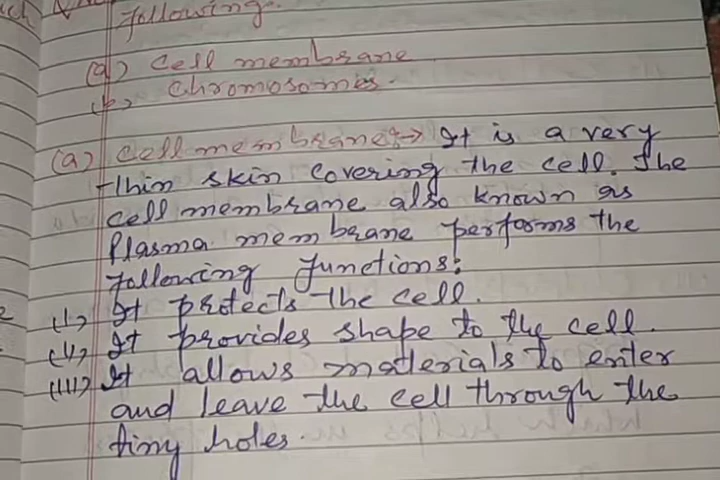 following.
(a) Cell membrane
(b) Chromosomes.
(a) Cell membrane:→ It is a very
thin skin covering the cell. The
cell membrane also known as
Plasma membrane performs the
following functions:
(i) It protects the cell.
(ii) It provides shape to the cell.
(iii) It allows materials to enter
and leave the cell through the
tiny holes.